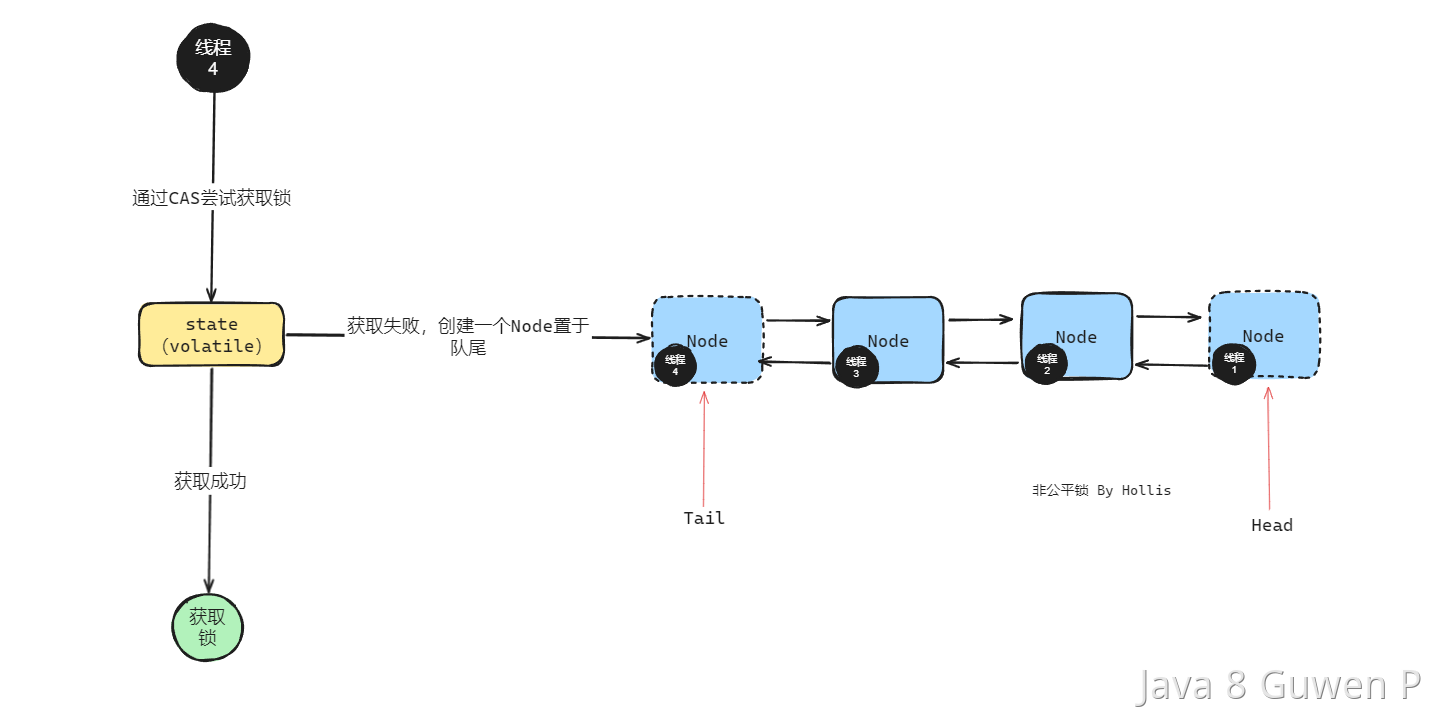 线程
4
通过CAS尝试获取锁
state
（volatile）
获取失败，创建一个Node置于
队尾
Node
线程
4
Node
线程
3
Node
线程
2
Node
线程
1
获取成功
非公平锁 By Hollis
Tail
Head
获取
锁
Java 8 Guwen P